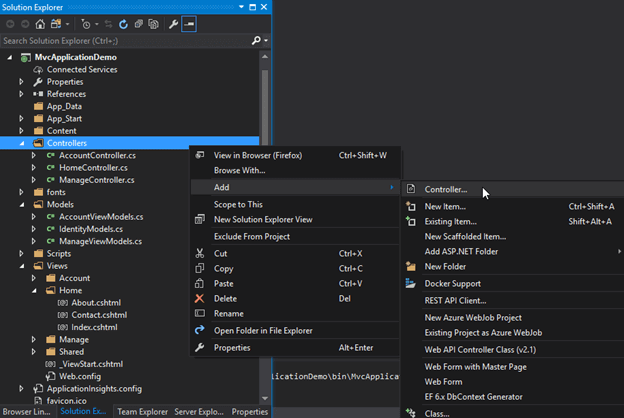 Solution Explorer
Search Solution Explorer (Ctrl+;)
MvcApplicationDemo
Connected Services
Properties
References
App_Data
App_Start
Content
Controllers
AccountController.cs
HomeController.cs
ManageController.cs
fonts
Models
AccountViewModels.cs
IdentityModels.cs
ManageViewModels.cs
Scripts
Views
Account
Home
About.cshtml
Contact.cshtml
Index.cshtml
Manage
Shared
_ViewStart.cshtml
Web.config
ApplicationInsights.config
favicon.ico
Browser Lin... Solution Ex... Team Explorer Server Explo... Properties
View in Browser (Firefox) Ctrl+Shift+W
Browse With...
Add
Scope to This
New Solution Explorer View
Exclude From Project
Cut Ctrl+X
Copy Ctrl+C
Paste Ctrl+V
Delete Del
Rename
Open Folder in File Explorer
Properties Alt+Enter
licationDemo\bin\MvcApplicat
Controller...
New Item... Ctrl+Shift+A
Existing Item... Shift+Alt+A
New Scaffolded Item...
Add ASP.NET Folder
New Folder
Docker Support
REST API Client...
New Azure WebJob Project
Existing Project as Azure WebJob
Web API Controller Class (v2.1)
Web Form with Master Page
Web Form
EF 6.x DbContext Generator
Class...